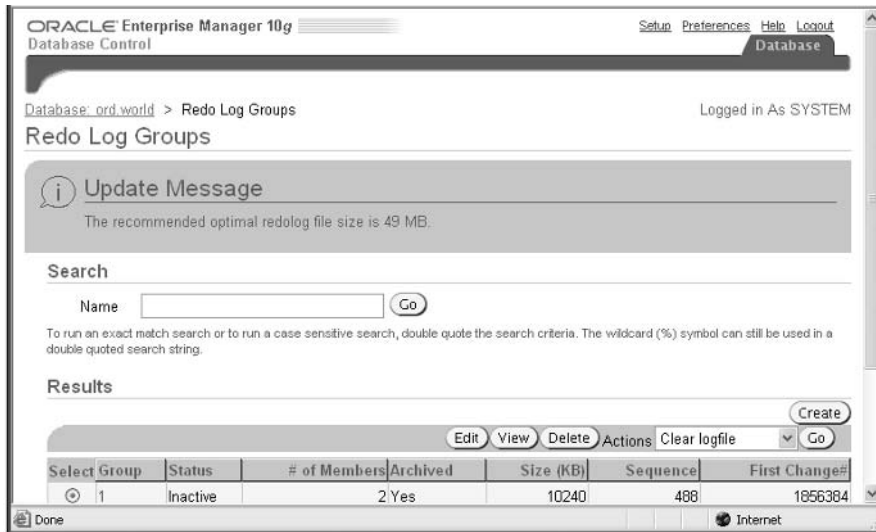 ORACLE Enterprise Manager 10g
Database Control
Setup Preferences Help Logout
Database
Database: ord.world > Redo Log Groups
Logged in As SYSTEM
Redo Log Groups
i
Update Message
The recommended optimal redolog file size is 49 MB.
Search
Name Go
To run an exact match search or to run a case sensitive search, double quote the search criteria. The wildcard (%) symbol can still be used in a
double quoted search string.
Results
Create
Edit View Delete Actions Clear logfile Go
Select Group Status # of Members Archived Size (KB) Sequence First Change#
1 Inactive 2 Yes 10240 488 1856384
Done Internet